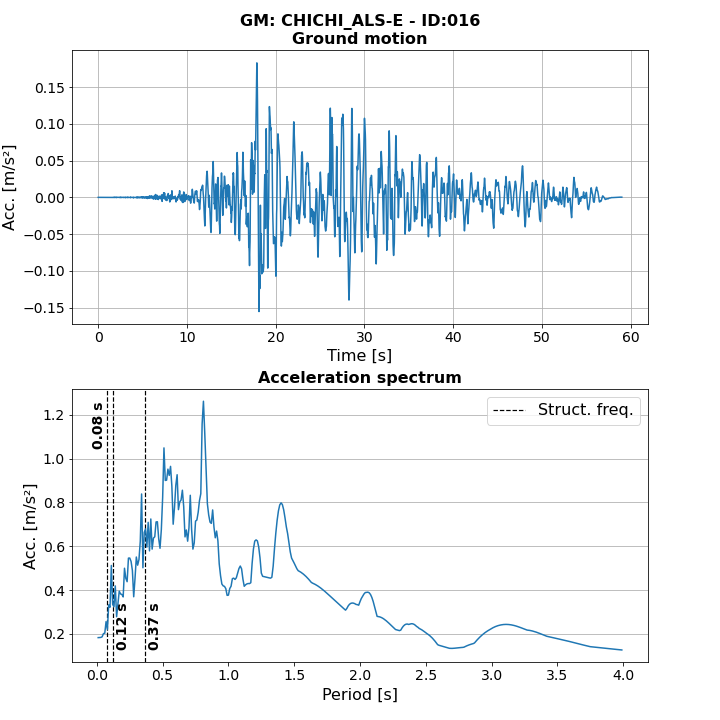 GM: CHICHI_ALS-E - ID:016
Ground motion
Acc. [m/s²]
0.15
0.10
0.05
0.00
−0.05
−0.10
−0.15
0
10
20
30
40
50
60
Time [s]
Acceleration spectrum
Acc. [m/s²]
1.2
1.0
0.8
0.6
0.4
0.2
0.08 s
0.12 s
0.37 s
Struct. freq.
0.0
0.5
1.0
1.5
2.0
2.5
3.0
3.5
4.0
Period [s]